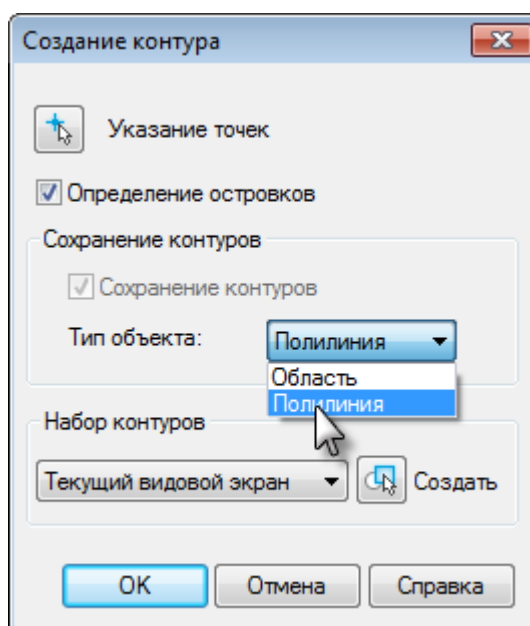 Создание контура
Указание точек
Определение островков
Сохранение контуров
Сохранение контуров
Тип объекта: Полилиния
Область
Полилиния
Набор контуров
Текущий видовой экран Создать
OK Отмена Справка